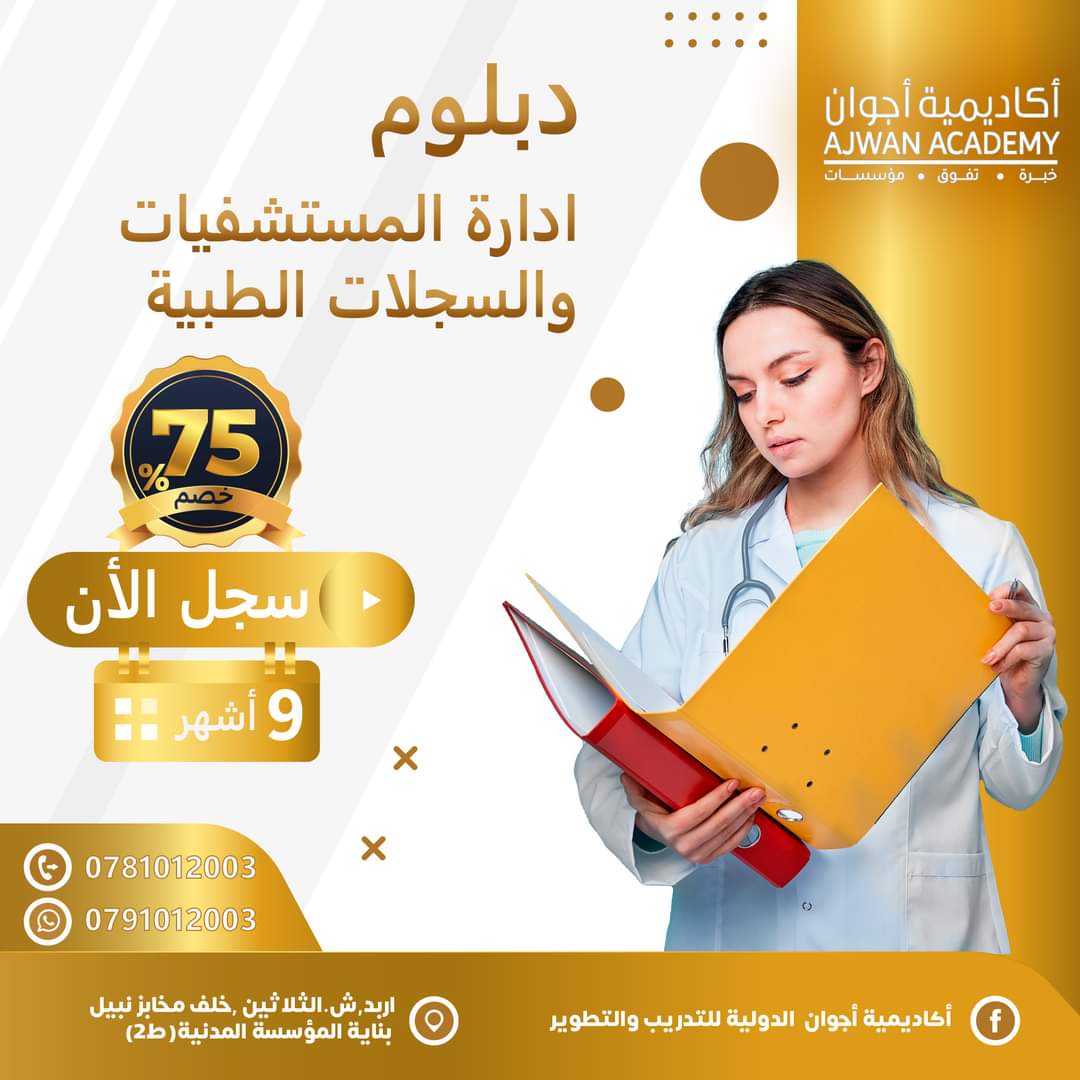 أكاديمية أجوان
AJWAN ACADEMY
خبرة • تفوق • مؤسسات
دبلوم
ادارة المستشفيات
والسجلات الطبية
%75
خصم
سجل الأن
9 أشهر
0781012003
0791012003
اربد,ش.الثلاثين ,خلف مخابز نبيل
بناية المؤسسة المدنية( ط2)
أكاديمية أجوان الدولية للتدريب والتطوير